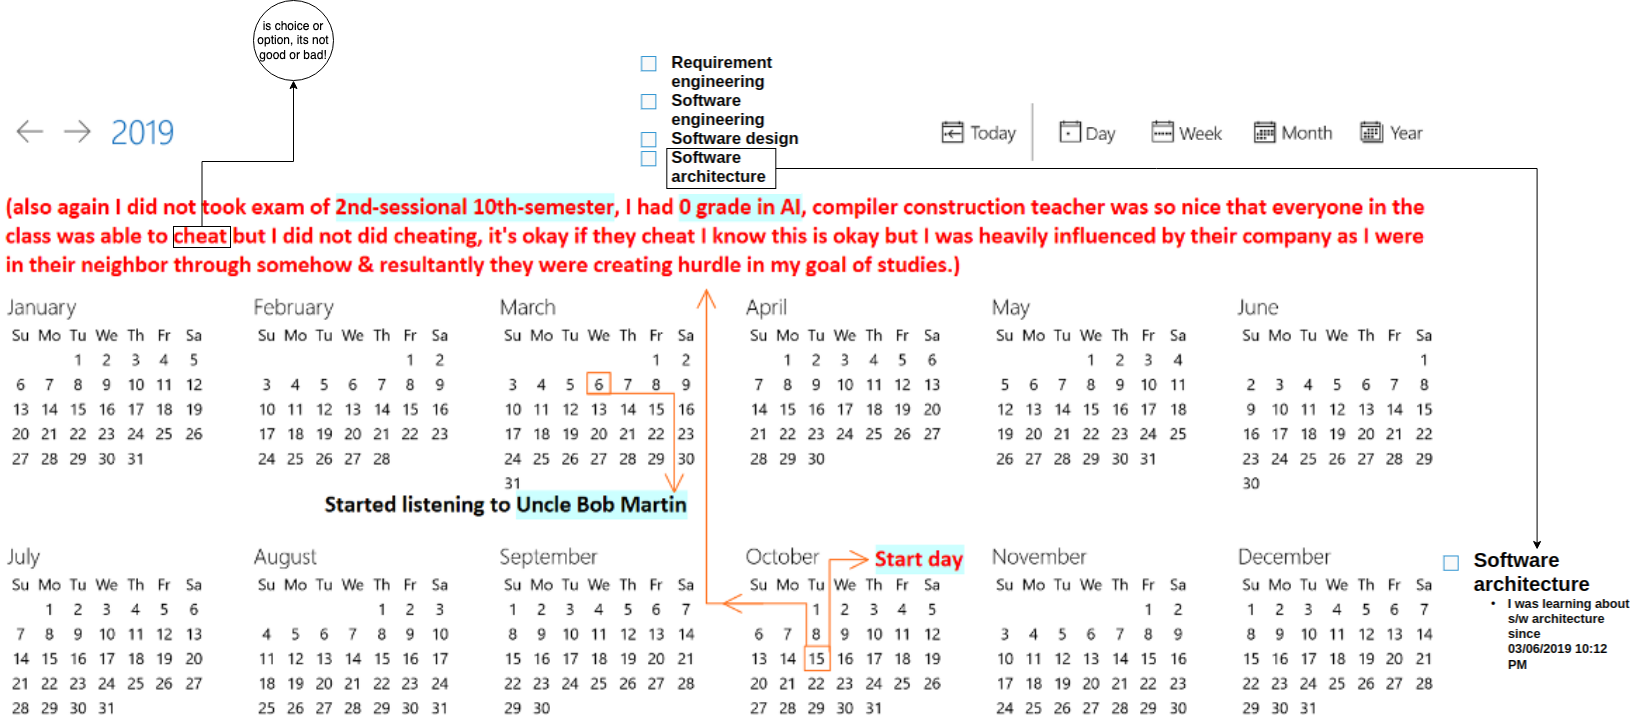 is choice or
option, its not
good or bad!
Requirement
engineering
Software
engineering
Software design
Software
architecture
2019
Today Day Week Month Year
(also again I did not took exam of 2nd-sessional 10th-semester, I had 0 grade in AI, compiler construction teacher was so nice that everyone in the
class was able to cheat but I did not did cheating, it's okay if they cheat I know this is okay but I was heavily influenced by their company as I were
in their neighbor through somehow & resultantly they were creating hurdle in my goal of studies.)
January February March April May June
Su Mo Tu We Th Fr Sa Su Mo Tu We Th Fr Sa Su Mo Tu We Th Fr Sa Su Mo Tu We Th Fr Sa Su Mo Tu We Th Fr Sa Su Mo Tu We Th Fr Sa
1 2 3 4 5 1 2 1 2 1 2 3 4 5 6 1 2 3 4 1
6 7 8 9 10 11 12 3 4 5 6 7 8 9 3 4 5 6 7 8 9 7 8 9 10 11 12 13 5 6 7 8 9 10 11 2 3 4 5 6 7 8
13 14 15 16 17 18 19 10 11 12 13 14 15 16 10 11 12 13 14 15 16 14 15 16 17 18 19 20 12 13 14 15 16 17 18 9 10 11 12 13 14 15
20 21 22 23 24 25 26 17 18 19 20 21 22 23 17 18 19 20 21 22 23 21 22 23 24 25 26 27 19 20 21 22 23 24 25 16 17 18 19 20 21 22
27 28 29 30 31 24 25 26 27 28 24 25 26 27 28 29 30 28 29 30 26 27 28 29 30 31 23 24 25 26 27 28 29
31 30
Started listening to Uncle Bob Martin
July August September October Start day November December
Su Mo Tu We Th Fr Sa Su Mo Tu We Th Fr Sa Su Mo Tu We Th Fr Sa Su Mo Tu We Th Fr Sa Su Mo Tu We Th Fr Sa Su Mo Tu We Th Fr Sa
1 2 3 4 5 6 1 2 3 1 2 3 4 5 6 7 1 2 3 4 5 1 2 1 2 3 4 5 6 7
7 8 9 10 11 12 13 4 5 6 7 8 9 10 8 9 10 11 12 13 14 6 7 8 9 10 11 12 3 4 5 6 7 8 9 8 9 10 11 12 13 14
14 15 16 17 18 19 20 11 12 13 14 15 16 17 15 16 17 18 19 20 21 13 14 15 16 17 18 19 10 11 12 13 14 15 16 15 16 17 18 19 20 21
21 22 23 24 25 26 27 18 19 20 21 22 23 24 22 23 24 25 26 27 28 20 21 22 23 24 25 26 17 18 19 20 21 22 23 22 23 24 25 26 27 28
28 29 30 31 25 26 27 28 29 30 31 29 30 27 28 29 30 31 24 25 26 27 28 29 30 29 30 31
Software
architecture
• I was learning about
s/w architecture
since
03/06/2019 10:12
PM